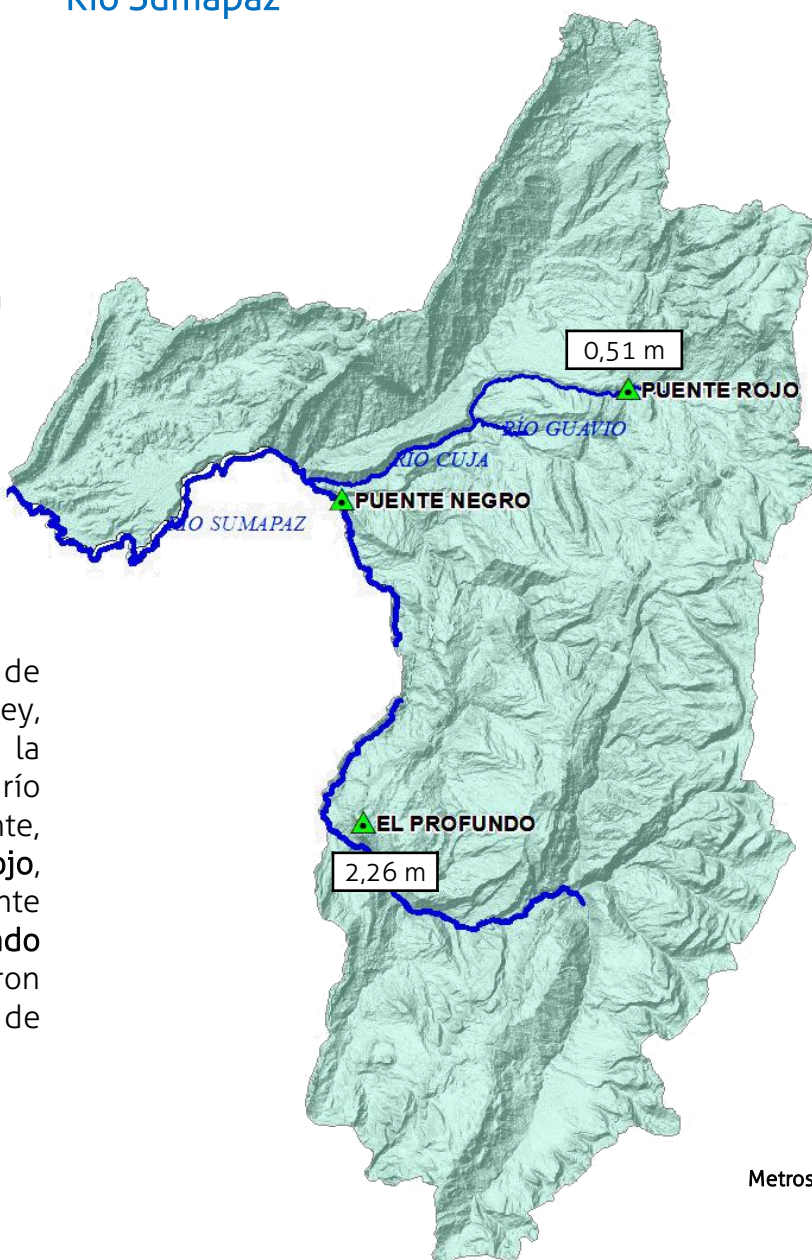 Río Sumapaz
0,51 m
PUENTE ROJO
RÍO GUAVIO
RÍO CUJA
PUENTE NEGRO
RÍO SUMAPAZ
de
ey,
la
río
nte,
ojo,
nte
ndo
ron
de
EL PROFUNDO
2,26 m
Metros